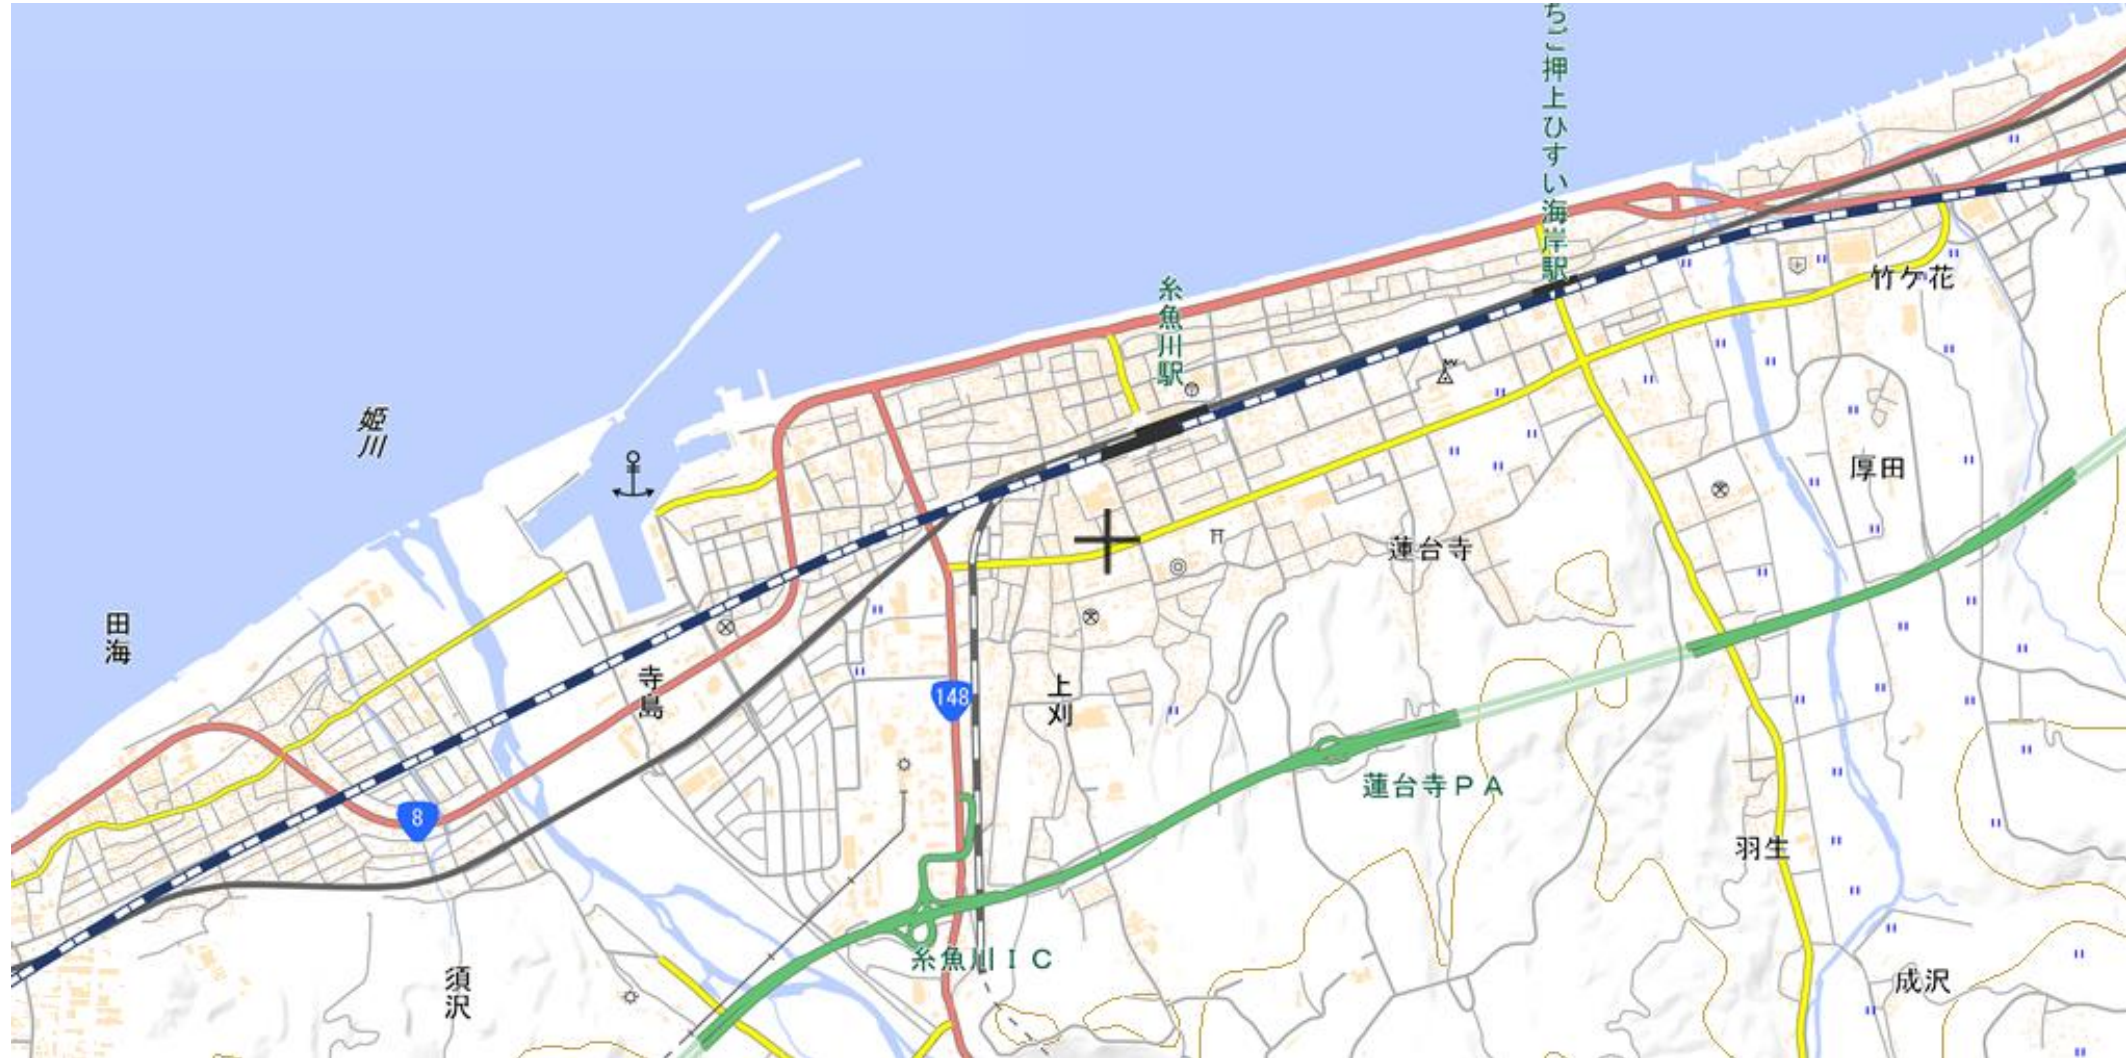 ちご押上ひすい海岸駅
糸魚川駅
竹ケ花
姫川
厚田
蓮台寺
田海
寺島
上刈
148
蓮台寺PA
8
羽生
糸魚川IC
須沢
成沢